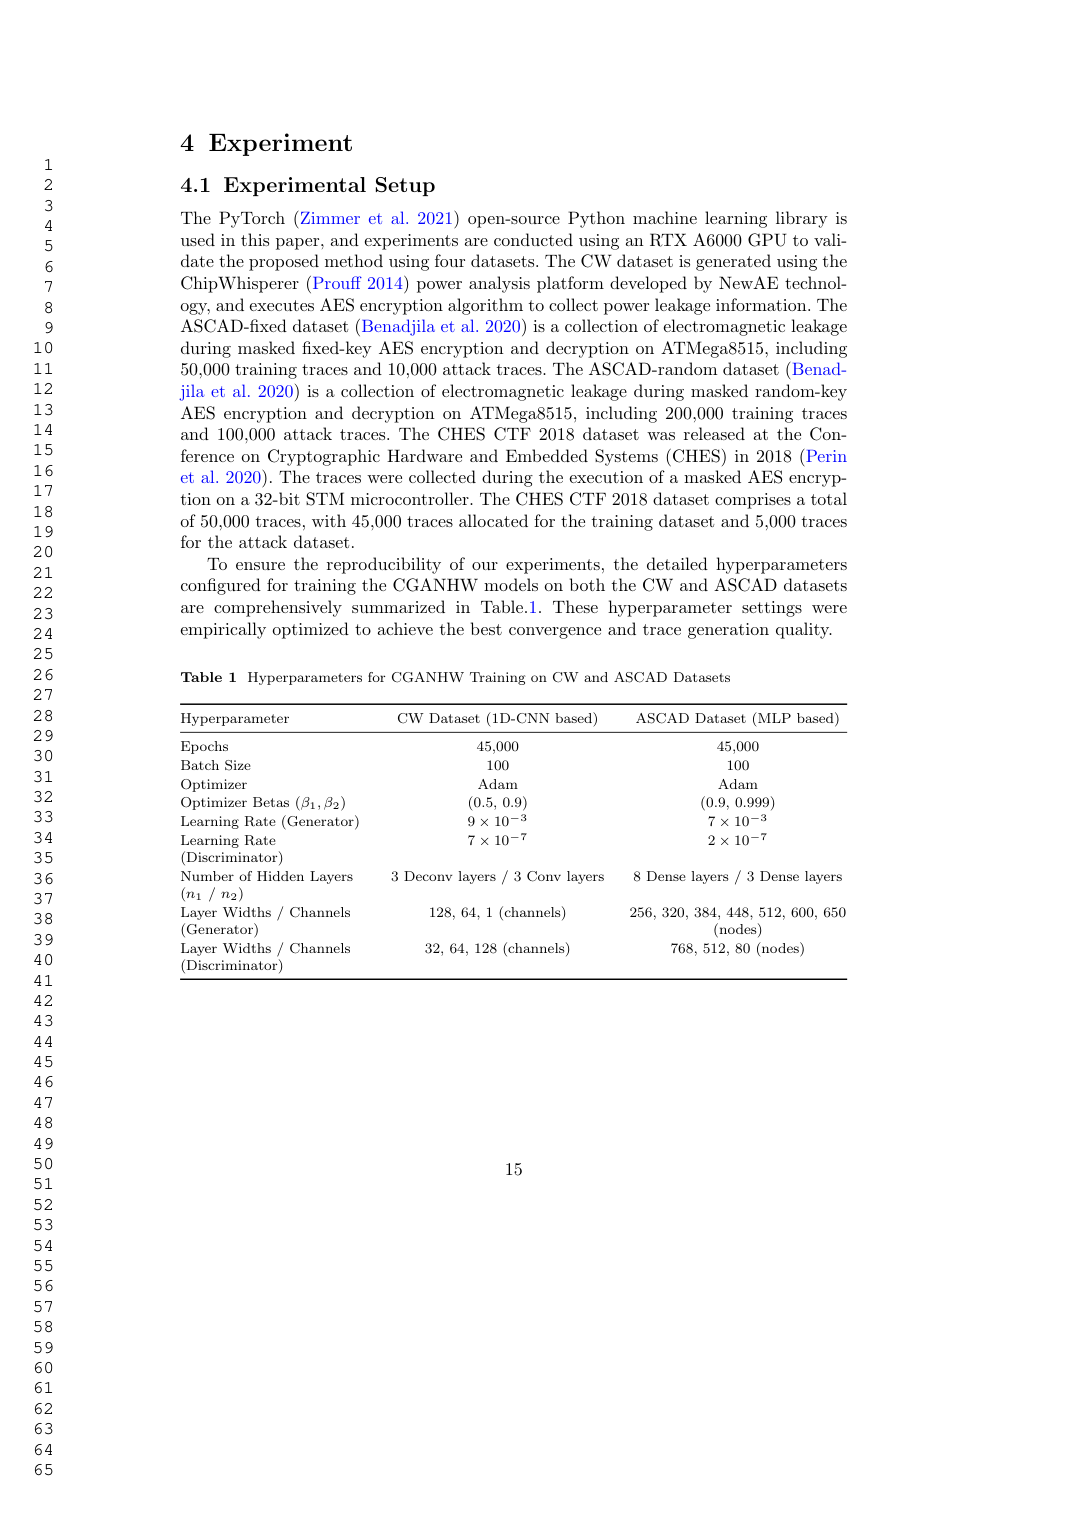 4 Experiment
4.1 Experimental Setup
The PyTorch (Zimmer et al. 2021) open-source Python machine learning library is
used in this paper, and experiments are conducted using an RTX A6000 GPU to vali-
date the proposed method using four datasets. The CW dataset is generated using the
ChipWhisperer (Prouff 2014) power analysis platform developed by NewAE technol-
ogy, and executes AES encryption algorithm to collect power leakage information. The
ASCAD-fixed dataset (Benadjila et al. 2020) is a collection of electromagnetic leakage
during masked fixed-key AES encryption and decryption on ATMega8515, including
50,000 training traces and 10,000 attack traces. The ASCAD-random dataset (Benad-
jila et al. 2020) is a collection of electromagnetic leakage during masked random-key
AES encryption and decryption on ATMega8515, including 200,000 training traces
and 100,000 attack traces. The CHES CTF 2018 dataset was released at the Con-
ference on Cryptographic Hardware and Embedded Systems (CHES) in 2018 (Perin
et al. 2020). The traces were collected during the execution of a masked AES encryp-
tion on a 32-bit STM microcontroller. The CHES CTF 2018 dataset comprises a total
of 50,000 traces, with 45,000 traces allocated for the training dataset and 5,000 traces
for the attack dataset.
To ensure the reproducibility of our experiments, the detailed hyperparameters
configured for training the CGANHW models on both the CW and ASCAD datasets
are comprehensively summarized in Table.1. These hyperparameter settings were
empirically optimized to achieve the best convergence and trace generation quality.
Table 1 Hyperparameters for CGANHW Training on CW and ASCAD Datasets
Hyperparameter CW Dataset (1D-CNN based) ASCAD Dataset (MLP based)
Epochs 45,000 45,000
Batch Size 100 100
Optimizer Adam Adam
Optimizer Betas (β₁, β₂) (0.5, 0.9) (0.9, 0.999)
Learning Rate (Generator) 9 × 10⁻³ 7 × 10⁻³
Learning Rate 7 × 10⁻⁷ 2 × 10⁻⁷
(Discriminator)
Number of Hidden Layers 3 Deconv layers / 3 Conv layers 8 Dense layers / 3 Dense layers
(n₁ / n₂)
Layer Widths / Channels 128, 64, 1 (channels) 256, 320, 384, 448, 512, 600, 650
(Generator) (nodes)
Layer Widths / Channels 32, 64, 128 (channels) 768, 512, 80 (nodes)
(Discriminator)
15
1
2
3
4
5
6
7
8
9
10
11
12
13
14
15
16
17
18
19
20
21
22
23
24
25
26
27
28
29
30
31
32
33
34
35
36
37
38
39
40
41
42
43
44
45
46
47
48
49
50
51
52
53
54
55
56
57
58
59
60
61
62
63
64
65